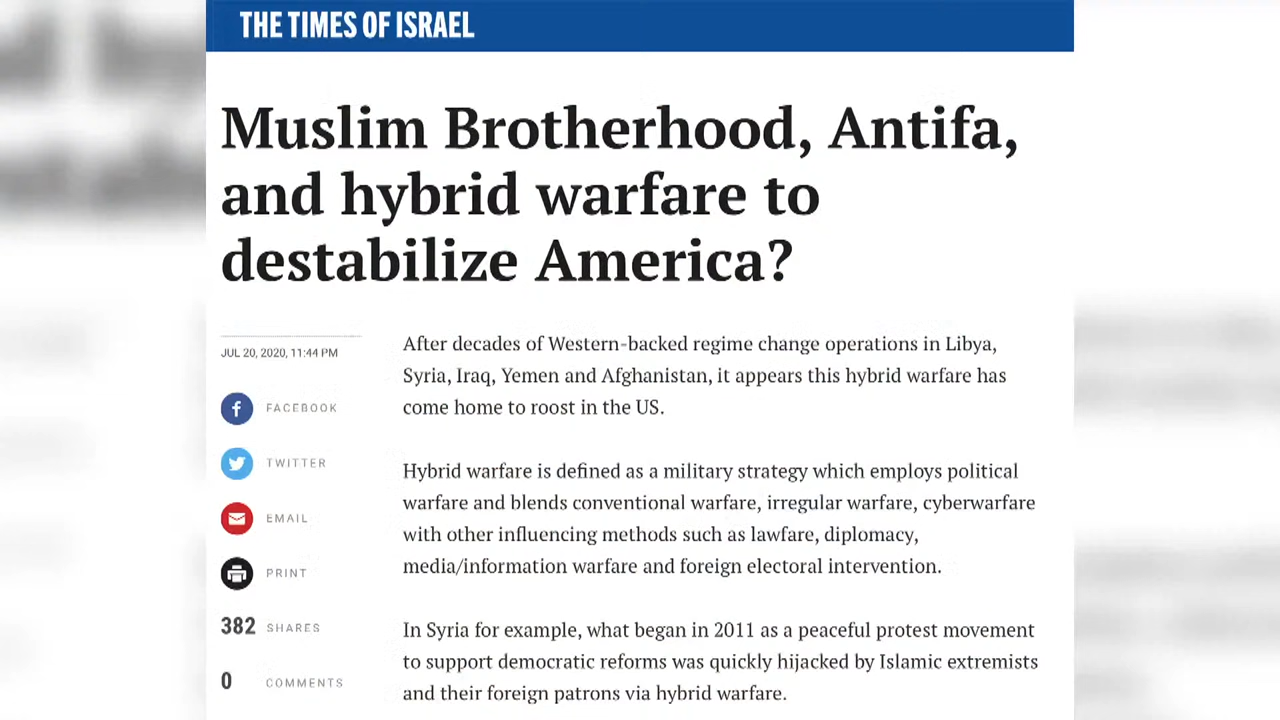 THE TIMES OF ISRAEL
Muslim Brotherhood, Antifa,
and hybrid warfare to
destabilize America?
JUL 20, 2020, 11:44 PM
FACEBOOK
TWITTER
EMAIL
PRINT
382 SHARES
0 COMMENTS
After decades of Western-backed regime change operations in Libya,
Syria, Iraq, Yemen and Afghanistan, it appears this hybrid warfare has
come home to roost in the US.
Hybrid warfare is defined as a military strategy which employs political
warfare and blends conventional warfare, irregular warfare, cyberwarfare
with other influencing methods such as lawfare, diplomacy,
media/information warfare and foreign electoral intervention.
In Syria for example, what began in 2011 as a peaceful protest movement
to support democratic reforms was quickly hijacked by Islamic extremists
and their foreign patrons via hybrid warfare.